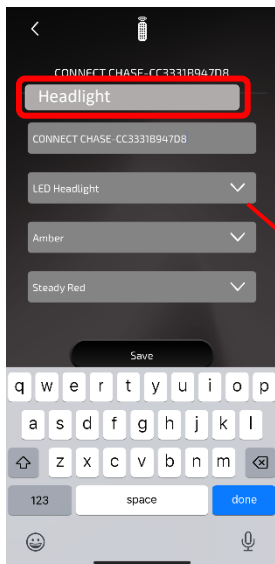 CONNECT CHASE-CC3331B947D8
Headlight
CONNECT CHASE-CC3331B947D8
LED Headlight
Amber
Steady Red
Save
q w e r t y u i o p
a s d f g h j k l
z x c v b n m
123 space done